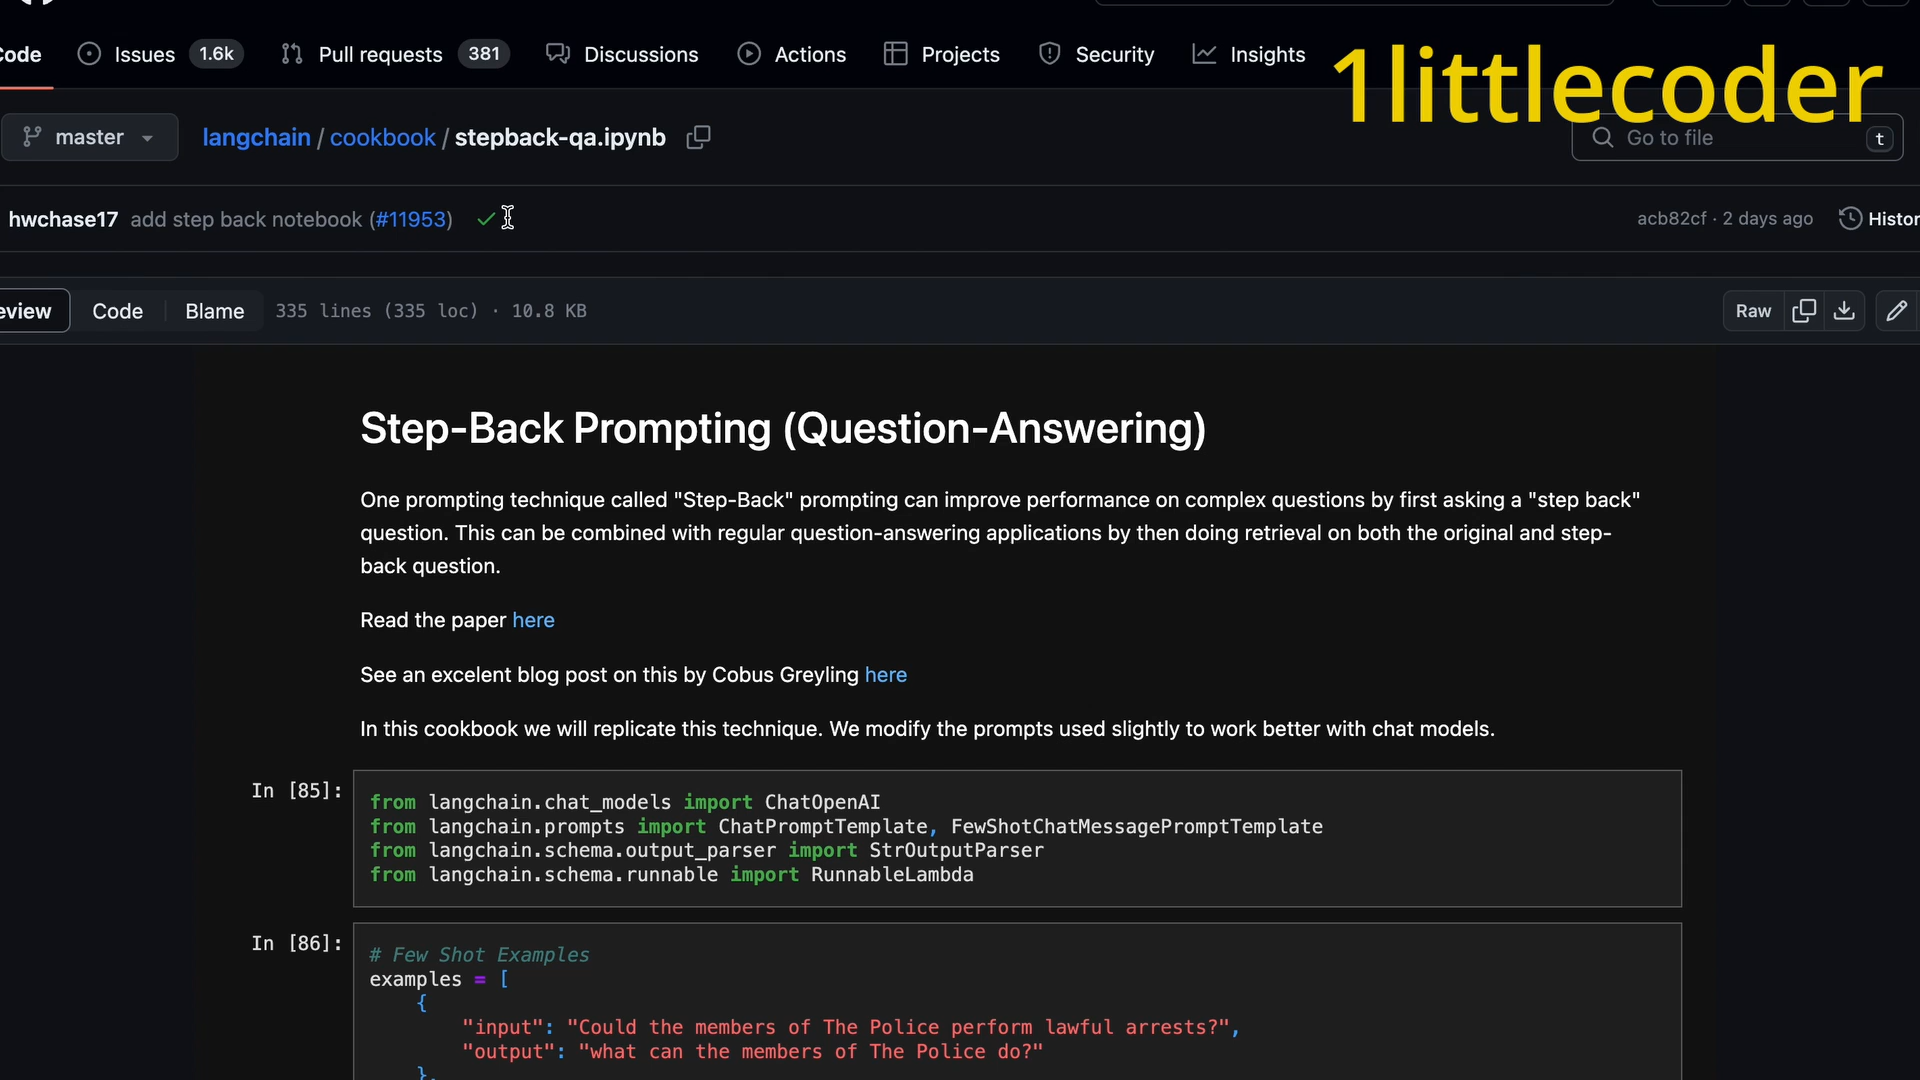 Code Issues 1.6k Pull requests 381 Discussions Actions Projects Security Insights
1littlecoder
master langchain / cookbook / stepback-qa.ipynb Go to file t
hwchase17 add step back notebook (#11953) acb82cf · 2 days ago Histor
eview Code Blame 335 lines (335 loc) · 10.8 KB Raw
Step-Back Prompting (Question-Answering)
One prompting technique called "Step-Back" prompting can improve performance on complex questions by first asking a "step back"
question. This can be combined with regular question-answering applications by then doing retrieval on both the original and step-
back question.
Read the paper here
See an excelent blog post on this by Cobus Greyling here
In this cookbook we will replicate this technique. We modify the prompts used slightly to work better with chat models.
In [85]:
from langchain.chat_models import ChatOpenAI
from langchain.prompts import ChatPromptTemplate, FewShotChatMessagePromptTemplate
from langchain.schema.output_parser import StrOutputParser
from langchain.schema.runnable import RunnableLambda
In [86]:
# Few Shot Examples
examples = [
{
"input": "Could the members of The Police perform lawful arrests?",
"output": "what can the members of The Police do?"
},